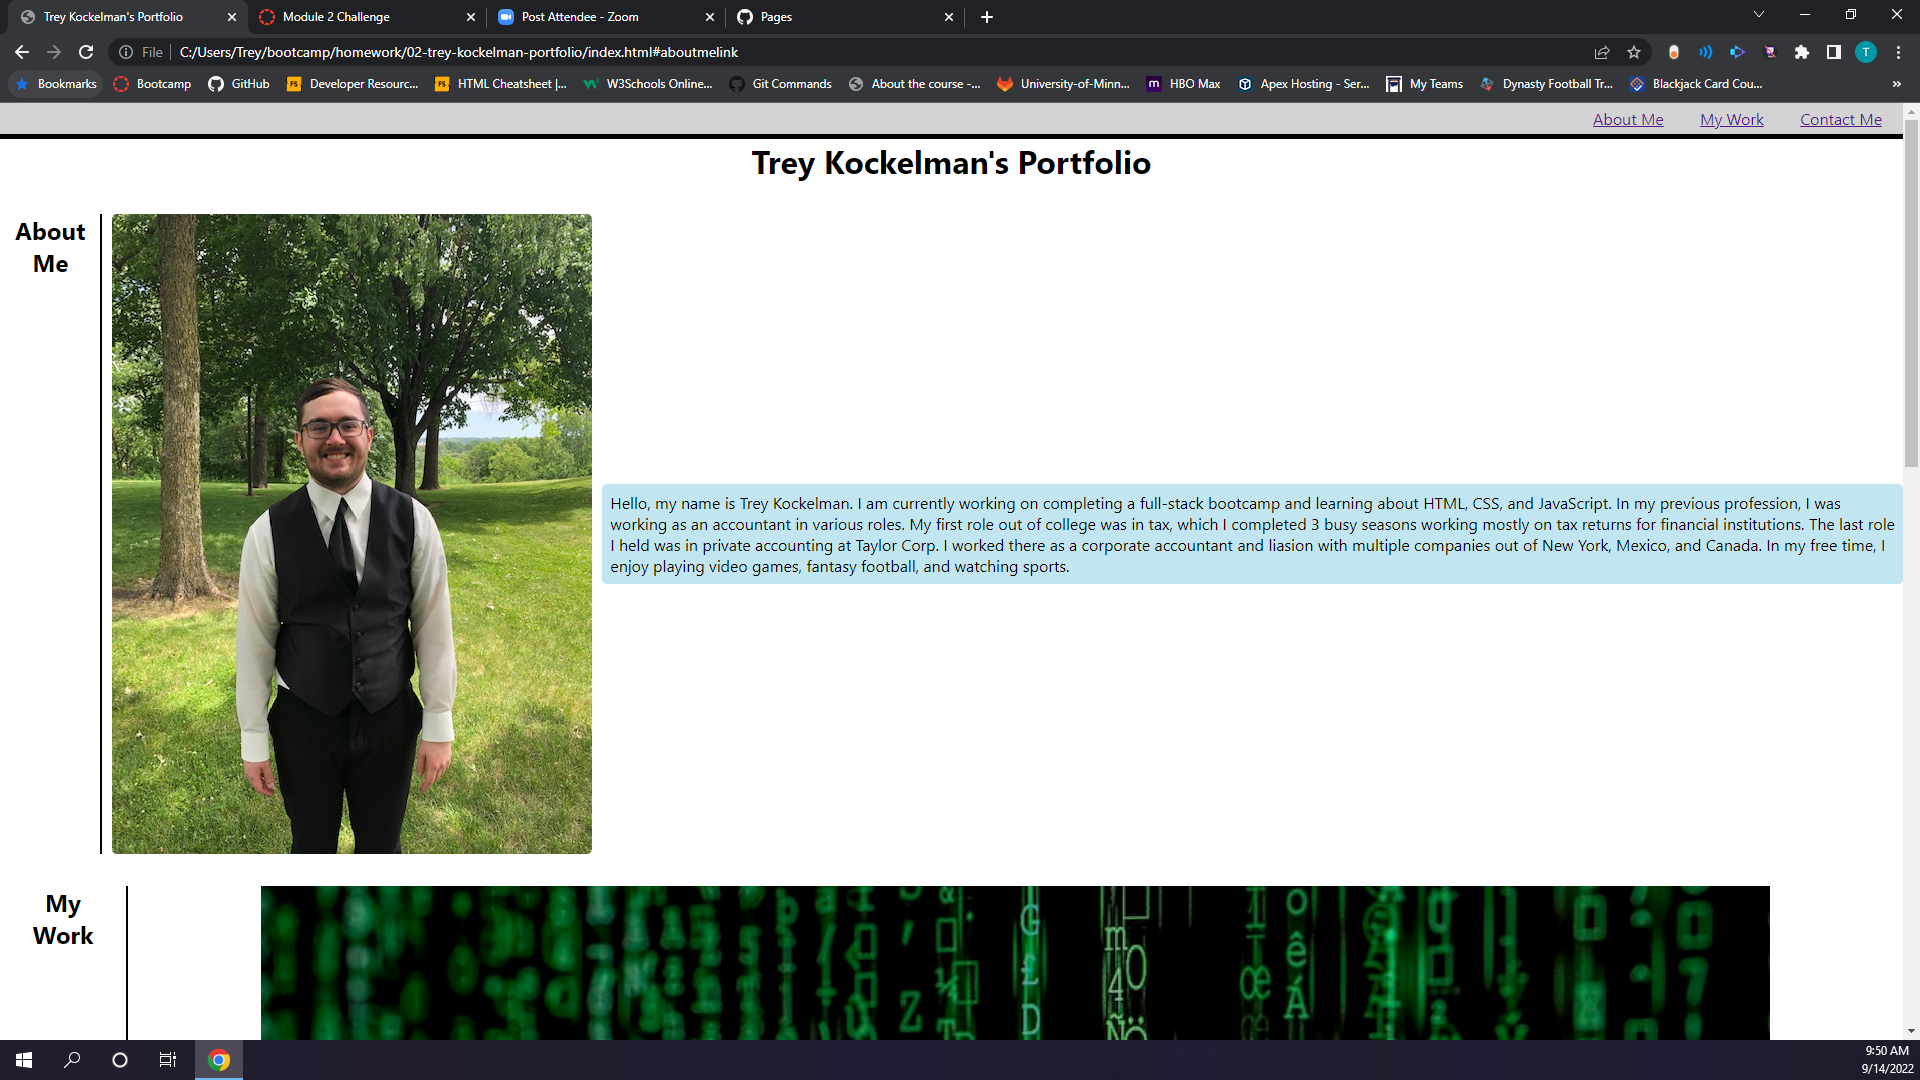 Trey Kockelman's Portfolio
Module 2 Challenge
Post Attendee - Zoom
Pages
File
C:/Users/Trey/bootcamp/homework/02-trey-kockelman-portfolio/index.html#aboutmelink
T
Bookmarks
Bootcamp
GitHub
Developer Resourc...
HTML Cheatsheet |...
W3Schools Online...
Git Commands
About the course -...
University-of-Minn...
HBO Max
Apex Hosting - Ser...
My Teams
Dynasty Football Tr...
Blackjack Card Cou...
»
About Me
My Work
Contact Me
Trey Kockelman's Portfolio
About
Me
Hello, my name is Trey Kockelman. I am currently working on completing a full-stack bootcamp and learning about HTML, CSS, and JavaScript. In my previous profession, I was
working as an accountant in various roles. My first role out of college was in tax, which I completed 3 busy seasons working mostly on tax returns for financial institutions. The last role
I held was in private accounting at Taylor Corp. I worked there as a corporate accountant and liasion with multiple companies out of New York, Mexico, and Canada. In my free time, I
enjoy playing video games, fantasy football, and watching sports.
My
Work
9:50 AM
9/14/2022